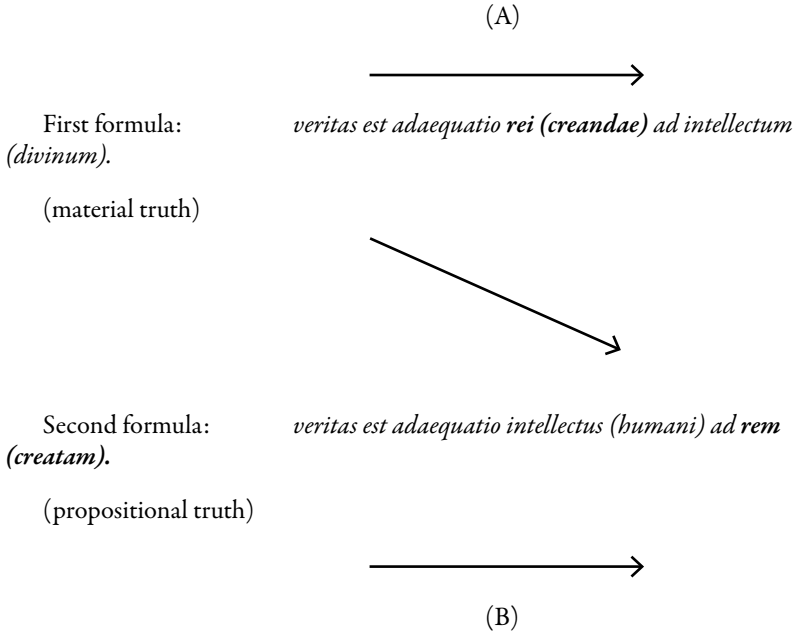 (A)
First formula: veritas est adaequatio rei (creandae) ad intellectum
(divinum).
(material truth)
Second formula: veritas est adaequatio intellectus (humani) ad rem
(creatam).
(propositional truth)
(B)